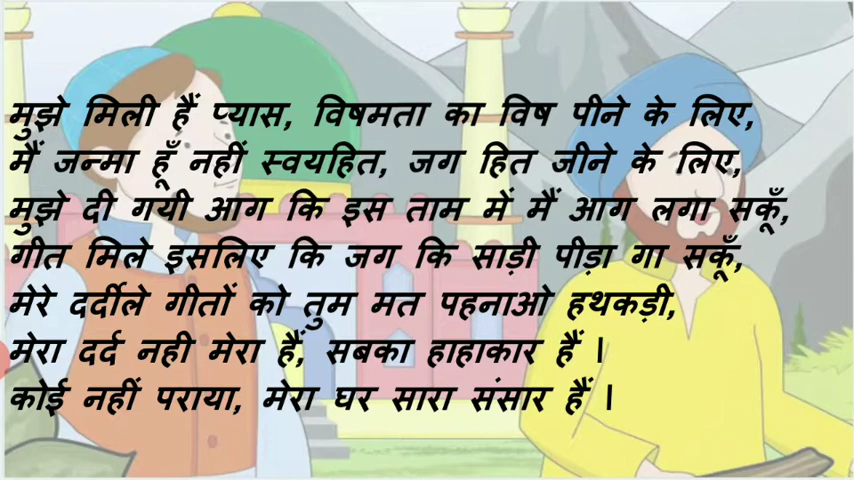 मुझे मिली हैं प्यास, विषमता का विष पीने के लिए,
मैं जन्मा हूँ नहीं स्वयहित, जग हित जीने के लिए,
मुझे दी गयी आग कि इस ताम में मैं आग लगा सकूँ,
गीत मिले इसलिए कि जग कि साड़ी पीड़ा गा सकूँ,
मेरे दर्दीले गीतों को तुम मत पहनाओ हथकड़ी,
मेरा दर्द नही मेरा हैं, सबका हाहाकार हैं |
कोई नहीं पराया, मेरा घर सारा संसार हैं |